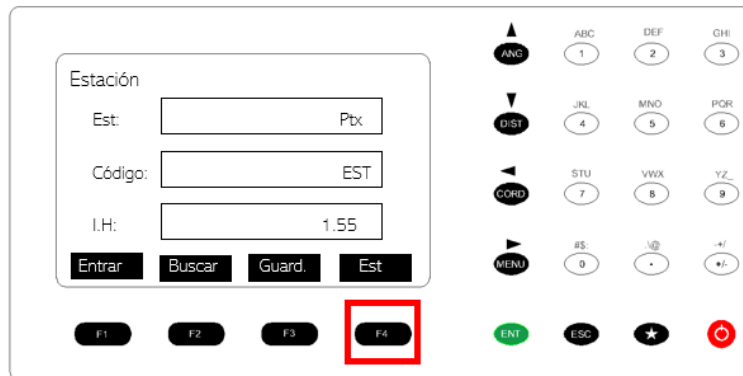 Estación
Est: Ptx
Código: EST
I.H: 1.55
Entrar Buscar Guard. Est
F1 F2 F3 F4
ABC DEF GHI
ANG 1 2 3
JKL MNO PQR
DIST 4 5 6
STU VWX YZ_
CORD 7 8 9
#$: .\@ -+/
MENU 0 . +/-
ENT ESC